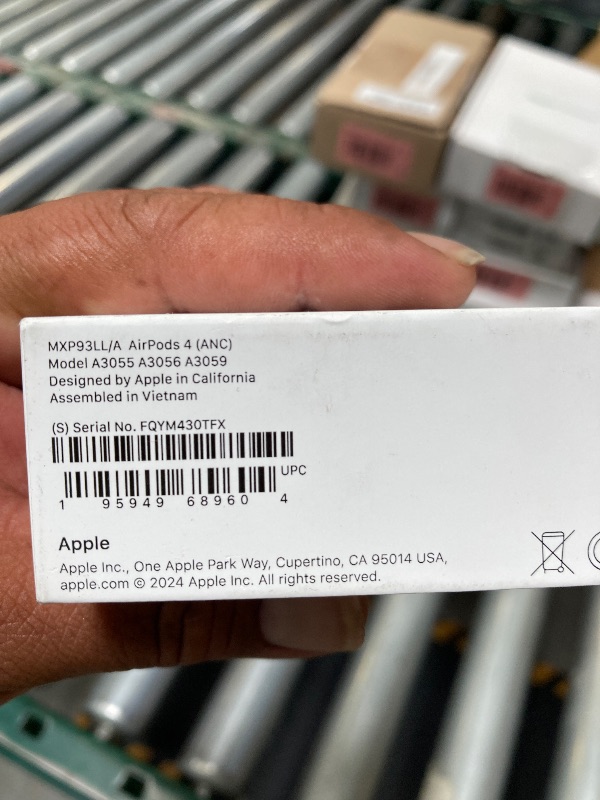 MXP93LL/A AirPods 4 (ANC)
Model A3055 A3056 A3059
Designed by Apple in California
Assembled in Vietnam
(S) Serial No. FQYM430TFX
UPC
1 95949 68960 4
Apple
Apple Inc., One Apple Park Way, Cupertino, CA 95014 USA,
apple.com © 2024 Apple Inc. All rights reserved.